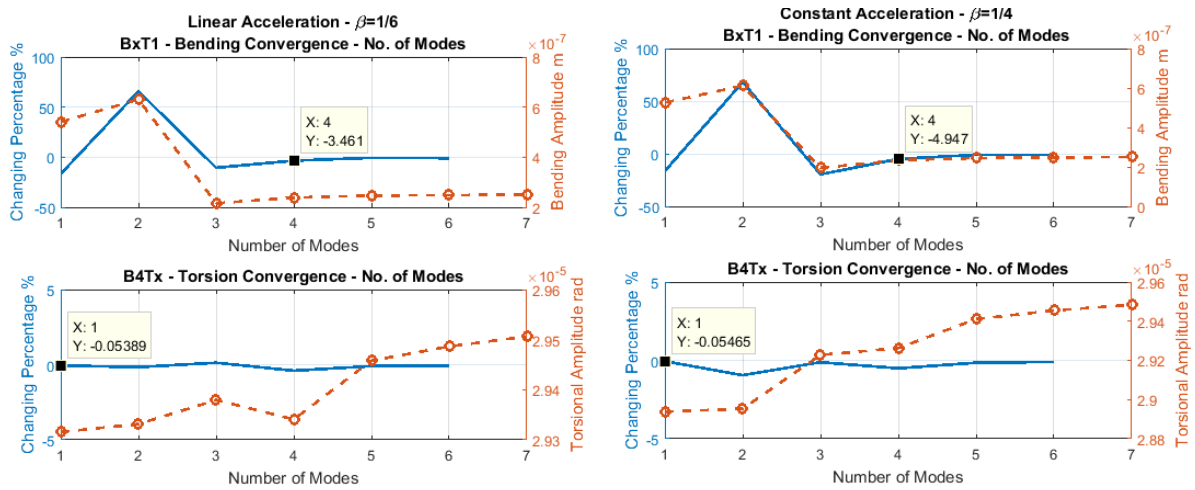 Linear Acceleration - β=1/6
BxT1 - Bending Convergence - No. of Modes
×10⁻⁷
Changing Percentage %
100
50
0
-50
X: 4
Y: -3.461
8
6
4
2
Bending Amplitude m
1 2 3 4 5 6 7
Number of Modes
Constant Acceleration - β=1/4
BxT1 - Bending Convergence - No. of Modes
×10⁻⁷
Changing Percentage %
100
50
0
-50
X: 4
Y: -4.947
8
6
4
2
0
Bending Amplitude m
1 2 3 4 5 6 7
Number of Modes
B4Tx - Torsion Convergence - No. of Modes
×10⁻⁵
Changing Percentage %
5
0
-5
X: 1
Y: -0.05389
2.96
2.95
2.94
2.93
Torsional Amplitude rad
1 2 3 4 5 6 7
Number of Modes
B4Tx - Torsion Convergence - No. of Modes
×10⁻⁵
Changing Percentage %
5
0
-5
X: 1
Y: -0.05465
2.96
2.94
2.92
2.9
2.88
Torsional Amplitude rad
1 2 3 4 5 6 7
Number of Modes